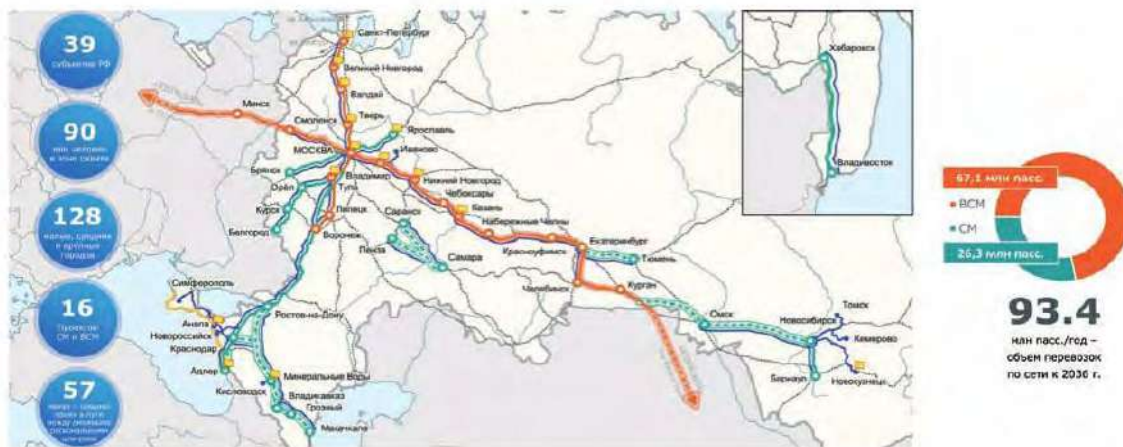 39
субъектов РФ
90
млн человек
в зоне охвата
128
малых, средних
и крупных
городов
16
проектов
СМ и ВСМ
57
Санкт-Петербург
Великий Новгород
Валдай
Тверь
Минск
Смоленск
МОСКВА
Ярославль
Иваново
Владимир
Брянск
Орёл
Тула
Нижний Новгород
Чебоксары
Казань
Курск
Липецк
Саранск
Набережные Челны
Белгород
Воронеж
Пенза
Самара
Красноуфимск
Екатеринбург
Тюмень
Челябинск
Курган
Симферополь
Анапа
Новороссийск
Краснодар
Адлер
Ростов-на-Дону
Минеральные Воды
Кисловодск
Владикавказ
Грозный
Махачкала
Омск
Новосибирск
Томск
Кемерово
Барнаул
Новокузнецк
Хабаровск
Владивосток
67,1 млн пасс.
ВСМ
СМ
26,3 млн пасс.
93.4
млн пасс./год –
объем перевозок
по сети к 2036 г.